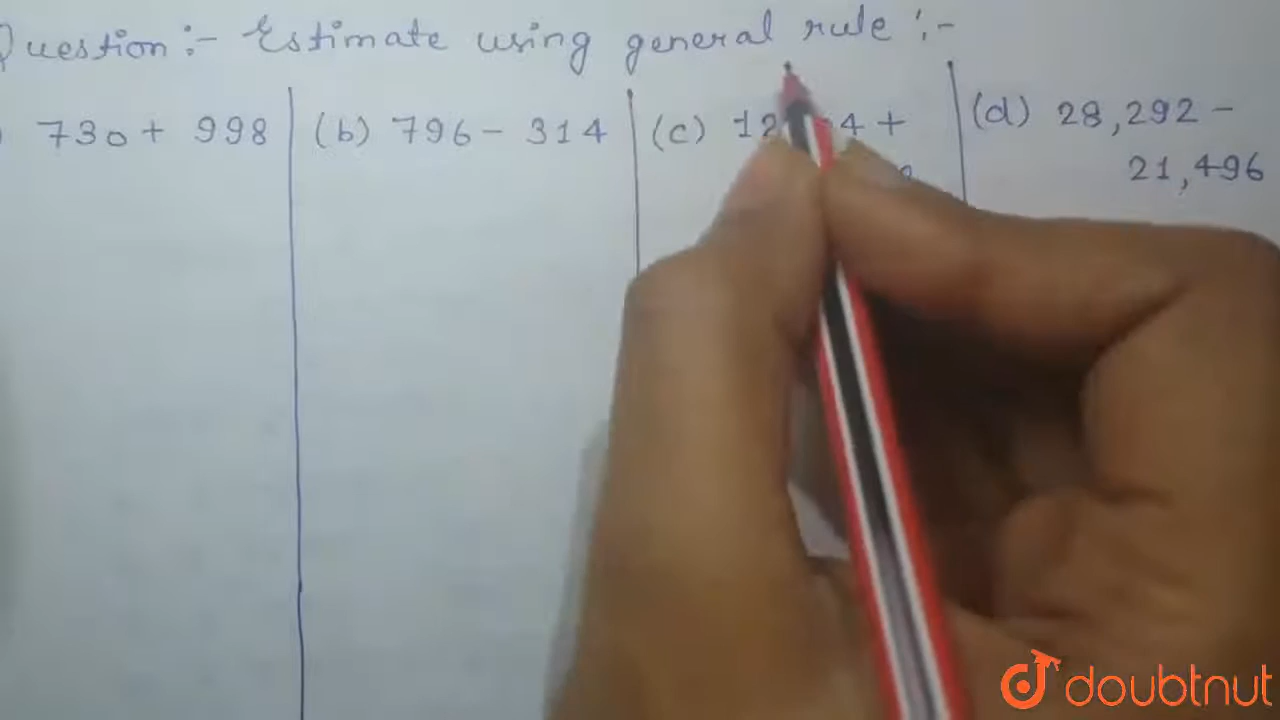 uestion :- Estimate using general rule :-
730 + 998 (b) 796 - 314 (c) 12 4 + (d) 28,292 -
21,496
doubtnut